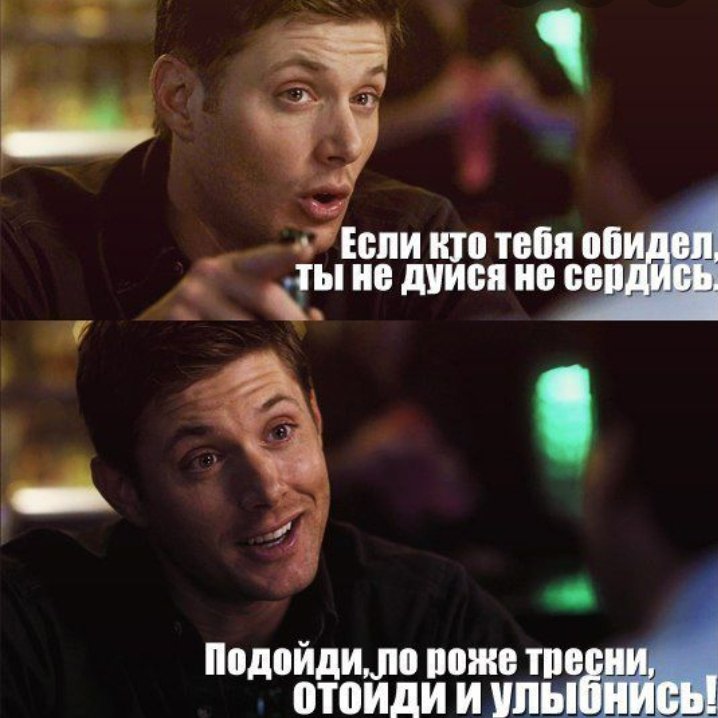 Если кто тебя обидел,
ты не дуйся не сердись.
Подойди, по роже тресни,
отойди и улыбнись!